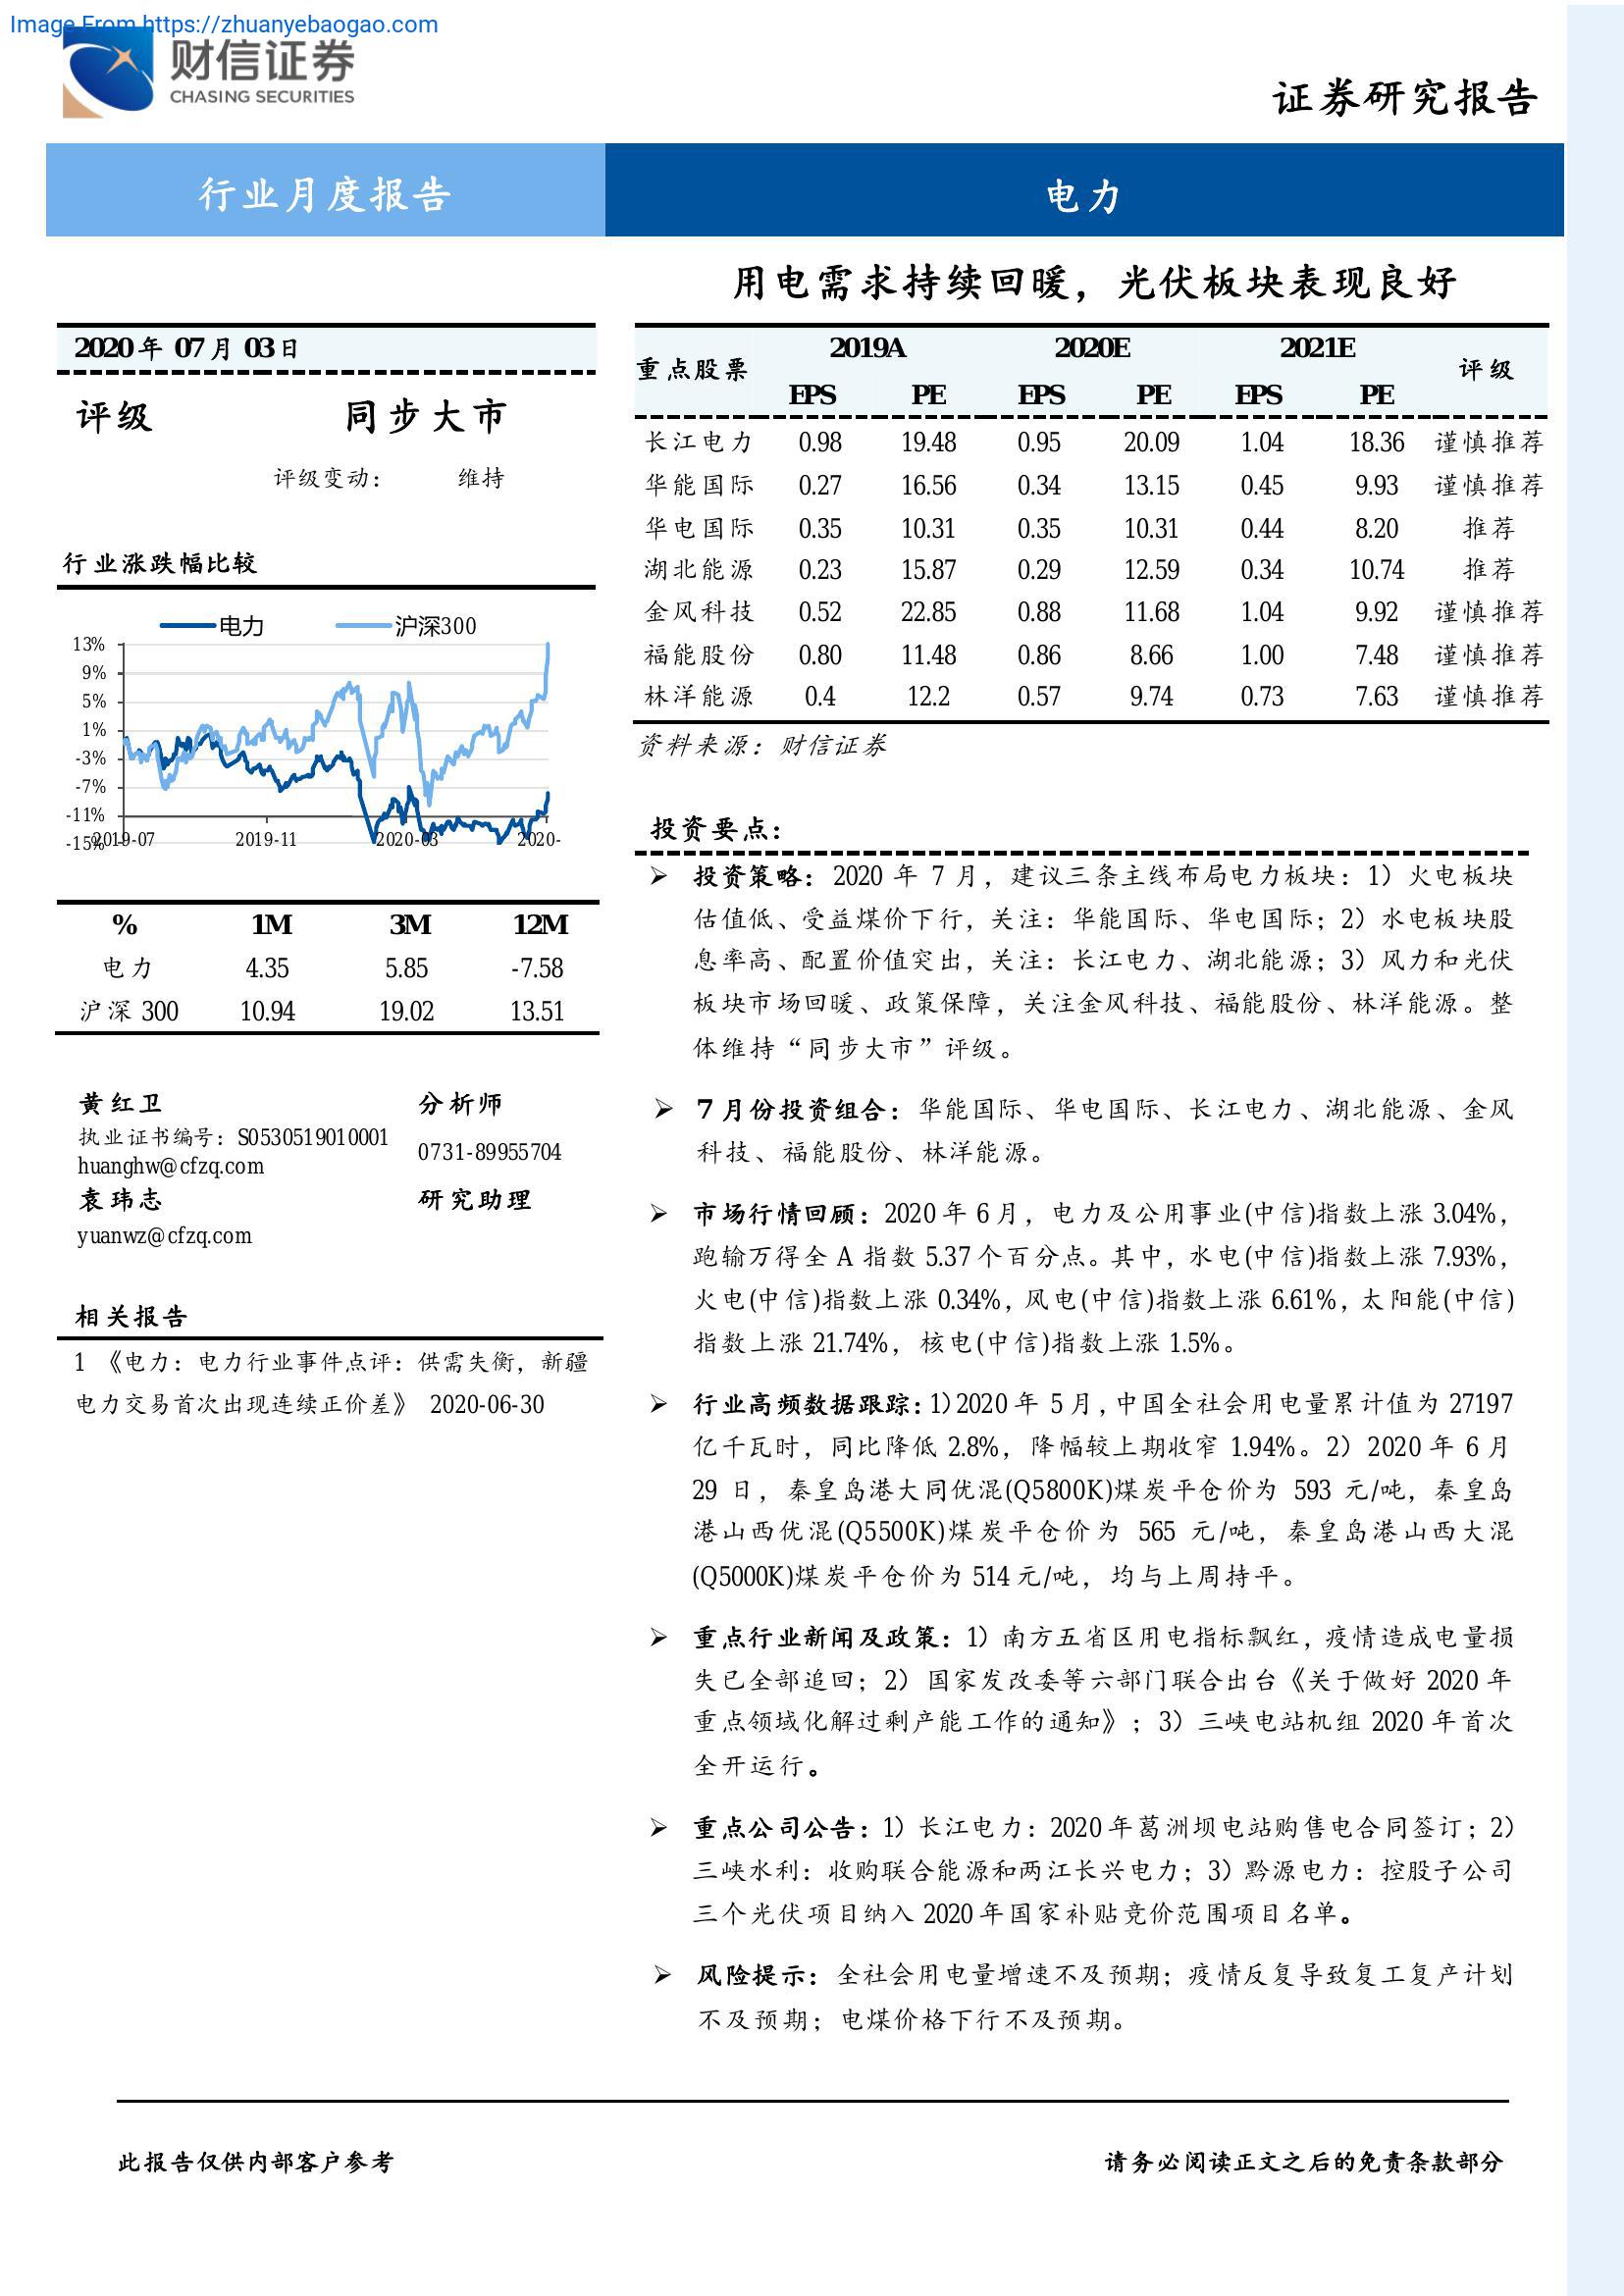 Image From https://zhuanyebaogao.com
财信证券
CHASING SECURITIES
证券研究报告
行业月度报告
电力
用电需求持续回暖，光伏板块表现良好
2020 年 07 月 03 日
评级 同步大市
评级变动： 维持
行业涨跌幅比较
电力 沪深300
13%
9%
5%
1%
-3%
-7%
-11%
-15%
2019-07 2019-11 2020-03 2020-
% 1M 3M 12M
电力 4.35 5.85 -7.58
沪深 300 10.94 19.02 13.51
黄红卫 分析师
执业证书编号：S0530519010001
huanghw@cfzq.com 0731-89955704
袁玮志 研究助理
yuanwz@cfzq.com
相关报告
1 《电力：电力行业事件点评：供需失衡，新疆
电力交易首次出现连续正价差》 2020-06-30
重点股票 2019A 2020E 2021E 评级
EPS PE EPS PE EPS PE
长江电力 0.98 19.48 0.95 20.09 1.04 18.36 谨慎推荐
华能国际 0.27 16.56 0.34 13.15 0.45 9.93 谨慎推荐
华电国际 0.35 10.31 0.35 10.31 0.44 8.20 推荐
湖北能源 0.23 15.87 0.29 12.59 0.34 10.74 推荐
金风科技 0.52 22.85 0.88 11.68 1.04 9.92 谨慎推荐
福能股份 0.80 11.48 0.86 8.66 1.00 7.48 谨慎推荐
林洋能源 0.4 12.2 0.57 9.74 0.73 7.63 谨慎推荐
资料来源：财信证券
投资要点：
➢ 投资策略：2020 年 7 月，建议三条主线布局电力板块：1）火电板块
估值低、受益煤价下行，关注：华能国际、华电国际；2）水电板块股
息率高、配置价值突出，关注：长江电力、湖北能源；3）风力和光伏
板块市场回暖、政策保障，关注金风科技、福能股份、林洋能源。整
体维持“同步大市”评级。
➢ 7 月份投资组合：华能国际、华电国际、长江电力、湖北能源、金风
科技、福能股份、林洋能源。
➢ 市场行情回顾：2020 年 6 月，电力及公用事业(中信)指数上涨 3.04%，
跑输万得全 A 指数 5.37 个百分点。其中，水电(中信)指数上涨 7.93%，
火电(中信)指数上涨 0.34%，风电(中信)指数上涨 6.61%，太阳能(中信)
指数上涨 21.74%，核电(中信)指数上涨 1.5%。
➢ 行业高频数据跟踪：1)2020 年 5 月，中国全社会用电量累计值为 27197
亿千瓦时，同比降低 2.8%，降幅较上期收窄 1.94%。2）2020 年 6 月
29 日，秦皇岛港大同优混(Q5800K)煤炭平仓价为 593 元/吨，秦皇岛
港山西优混(Q5500K)煤炭平仓价为 565 元/吨，秦皇岛港山西大混
(Q5000K)煤炭平仓价为 514 元/吨，均与上周持平。
➢ 重点行业新闻及政策：1）南方五省区用电指标飘红，疫情造成电量损
失已全部追回；2）国家发改委等六部门联合出台《关于做好 2020 年
重点领域化解过剩产能工作的通知》；3）三峡电站机组 2020 年首次
全开运行。
➢ 重点公司公告：1）长江电力：2020 年葛洲坝电站购售电合同签订；2）
三峡水利：收购联合能源和两江长兴电力；3）黔源电力：控股子公司
三个光伏项目纳入 2020 年国家补贴竞价范围项目名单。
➢ 风险提示：全社会用电量增速不及预期；疫情反复导致复工复产计划
不及预期；电煤价格下行不及预期。
此报告仅供内部客户参考 请务必阅读正文之后的免责条款部分